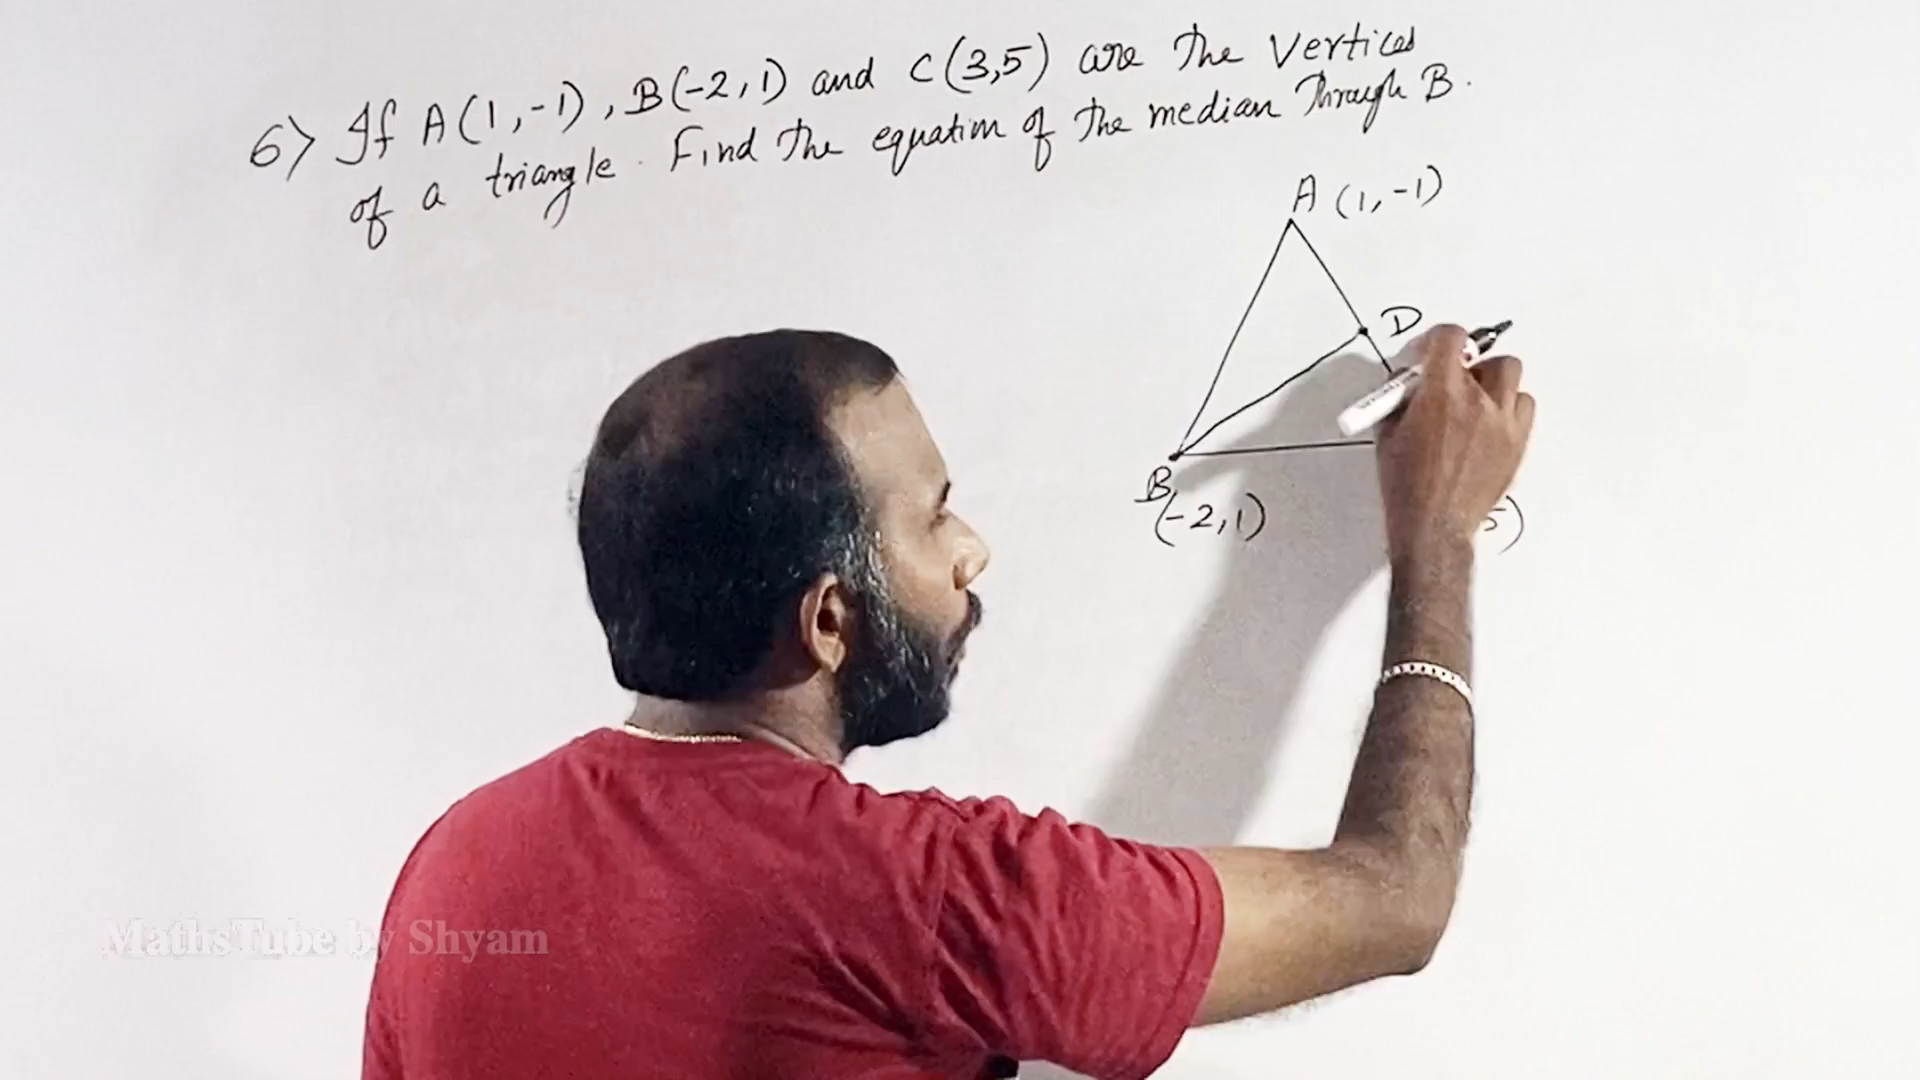 6) If A(1,-1), B(-2,1) and C(3,5) are the vertices
of a triangle. Find the equation of the median through B.
A (1,-1)
D
B
(-2,1)
5)
MathsTube by Shyam